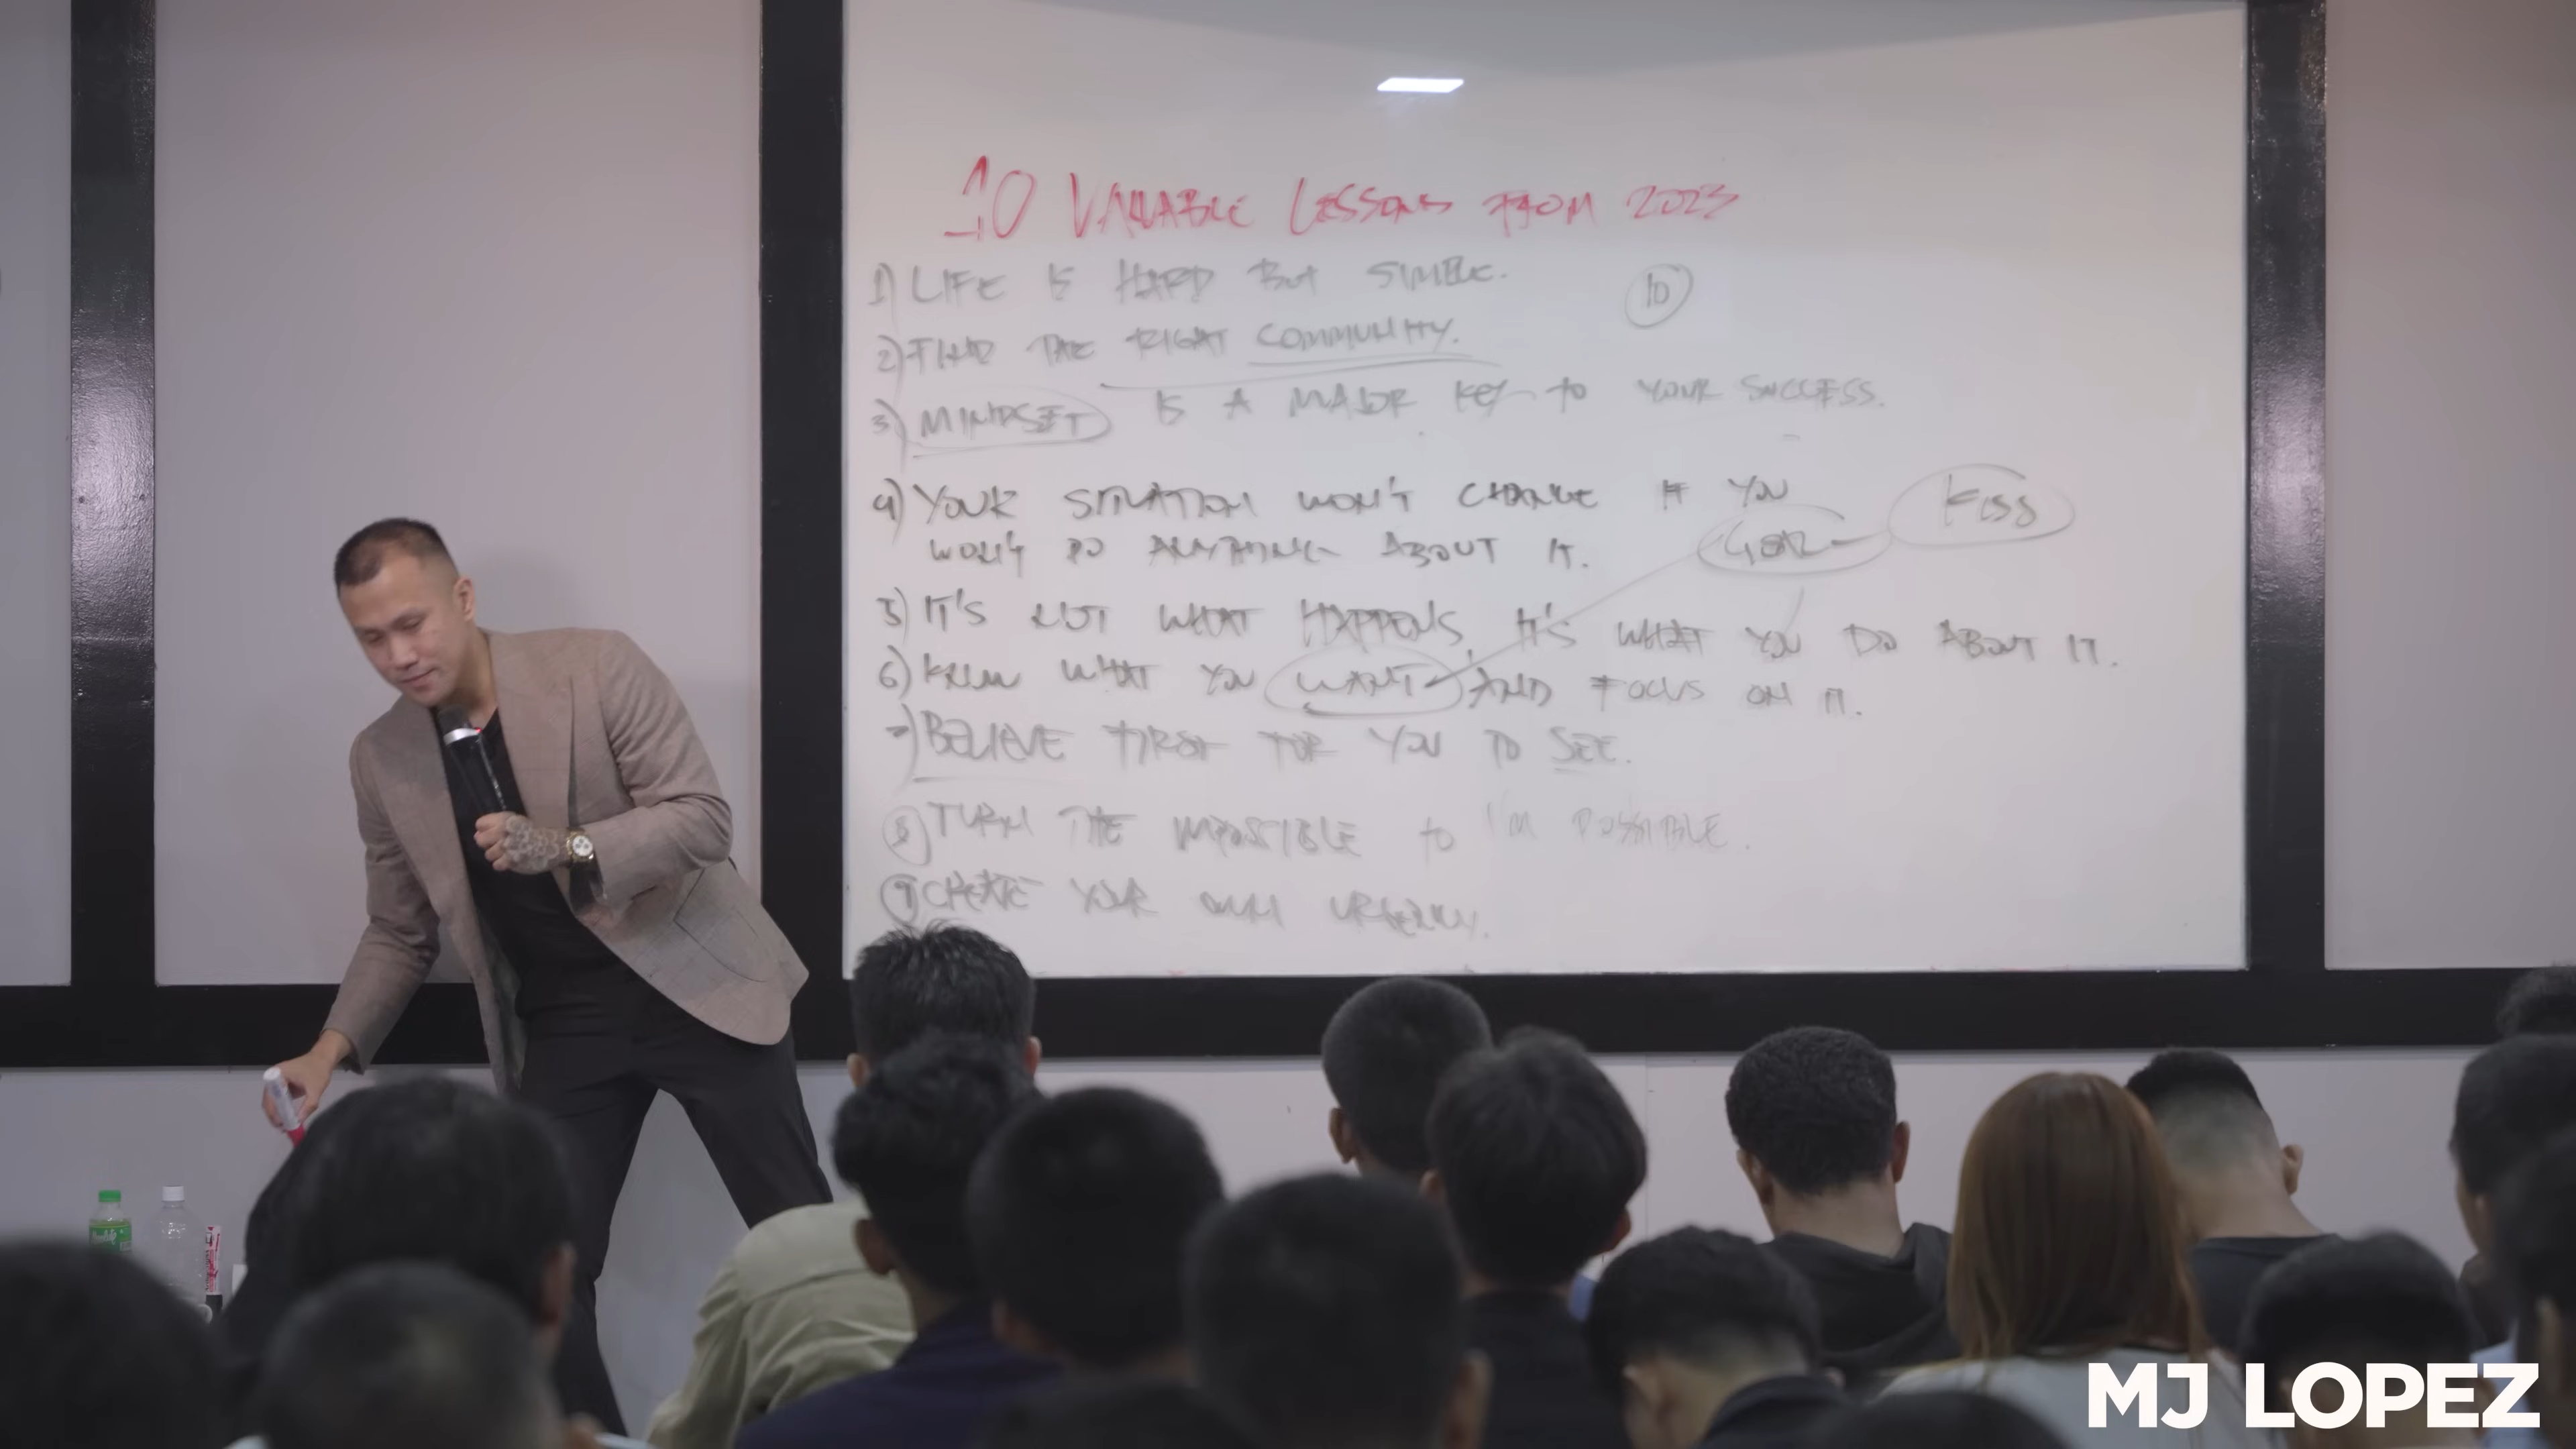 10 VALUABLE LESSONS FROM 2023
1) LIFE IS HARD BUT SIMPLE.
10
2) FIND THE RIGHT COMMUNITY.
3) MINDSET IS A MAJOR KEY TO YOUR SUCCESS.
4) YOUR SITUATION WON'T CHANGE IF YOU
WON'T DO ANYTHING ABOUT IT.
GOAL
KISS
5) IT'S NOT WHAT HAPPENS, IT'S WHAT YOU DO ABOUT IT.
6) KNOW WHAT YOU WANT AND FOCUS ON IT.
7) BELIEVE FIRST FOR YOU TO SEE.
8) TURN THE IMPOSSIBLE TO I'M POSSIBLE.
9) CREATE YOUR OWN URGENCY.
MJ LOPEZ